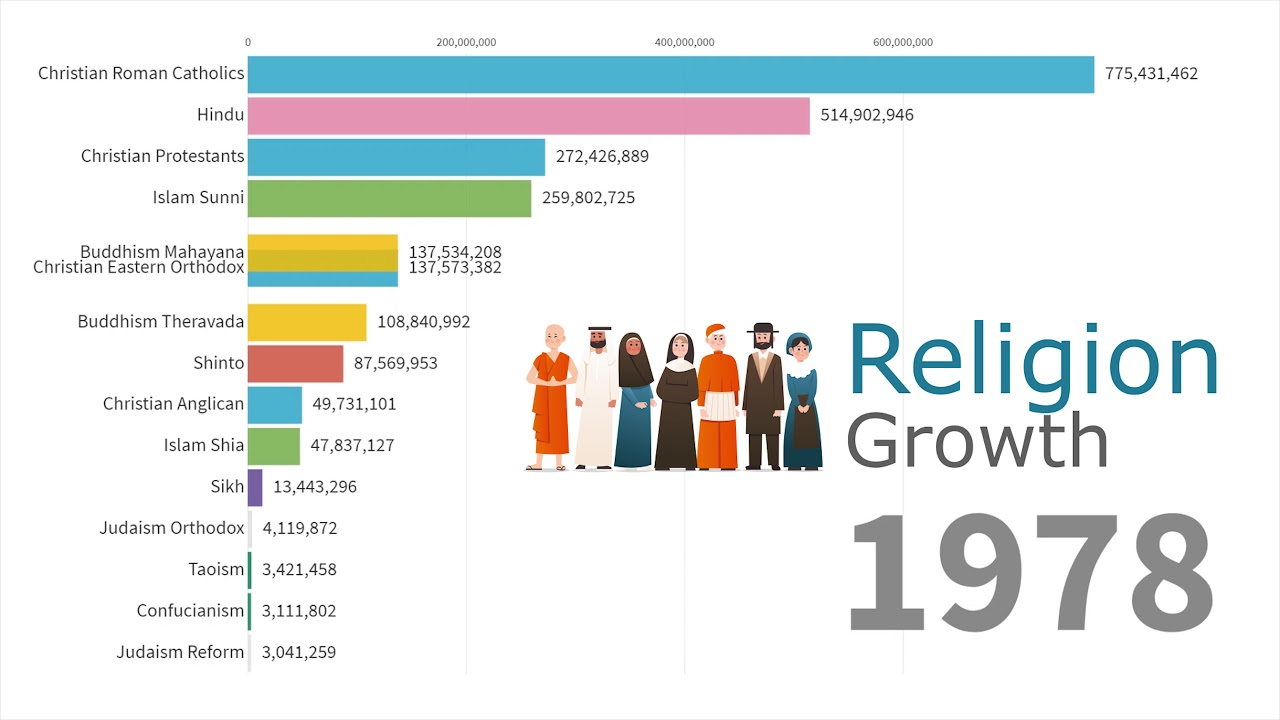 0 200,000,000 400,000,000 600,000,000
Christian Roman Catholics 775,431,462
Hindu 514,902,946
Christian Protestants 272,426,889
Islam Sunni 259,802,725
Buddhism Mahayana 137,534,208
Christian Eastern Orthodox 137,573,382
Buddhism Theravada 108,840,992
Shinto 87,569,953
Christian Anglican 49,731,101
Islam Shia 47,837,127
Sikh 13,443,296
Judaism Orthodox 4,119,872
Taoism 3,421,458
Confucianism 3,111,802
Judaism Reform 3,041,259
Religion
Growth
1978